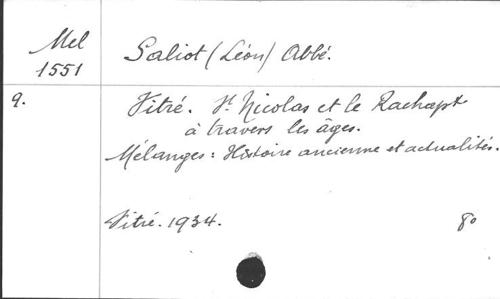 Mel
1551
Saliot (Léon) Abbé.
9.
Vitré. St Nicolas et le Rachapt
à travers les âges.
Mélanges: Histoire ancienne et actualités.
Vitré. 1934.
8o